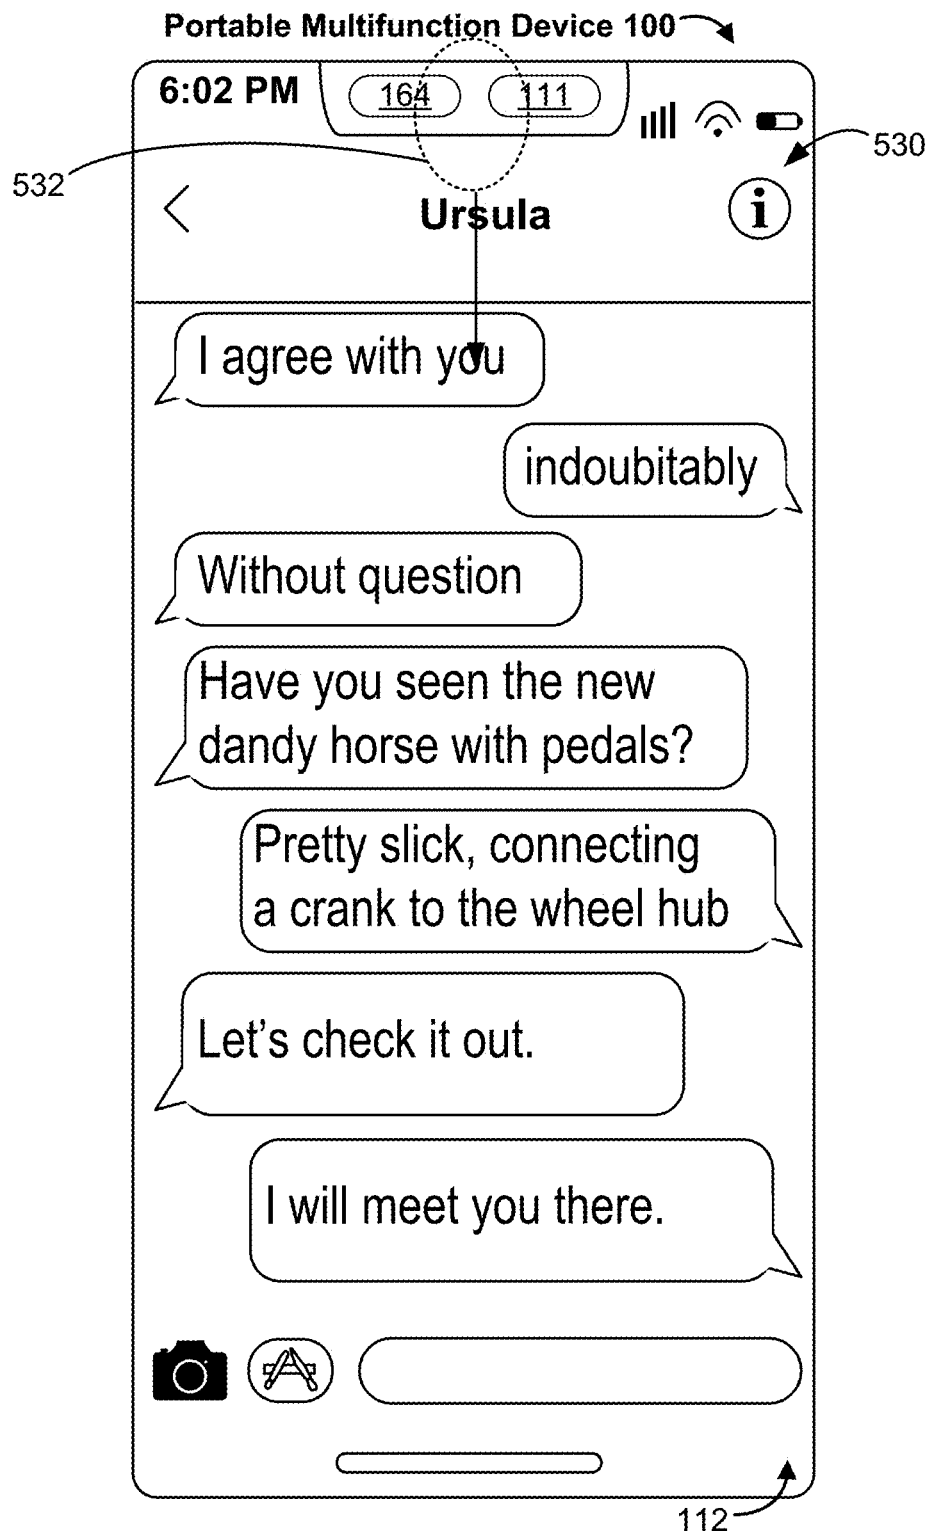 Portable Multifunction Device 100
6:02 PM
164
111
530
532
Ursula
i
I agree with you
indoubitably
Without question
Have you seen the new
dandy horse with pedals?
Pretty slick, connecting
a crank to the wheel hub
Let's check it out.
I will meet you there.
112